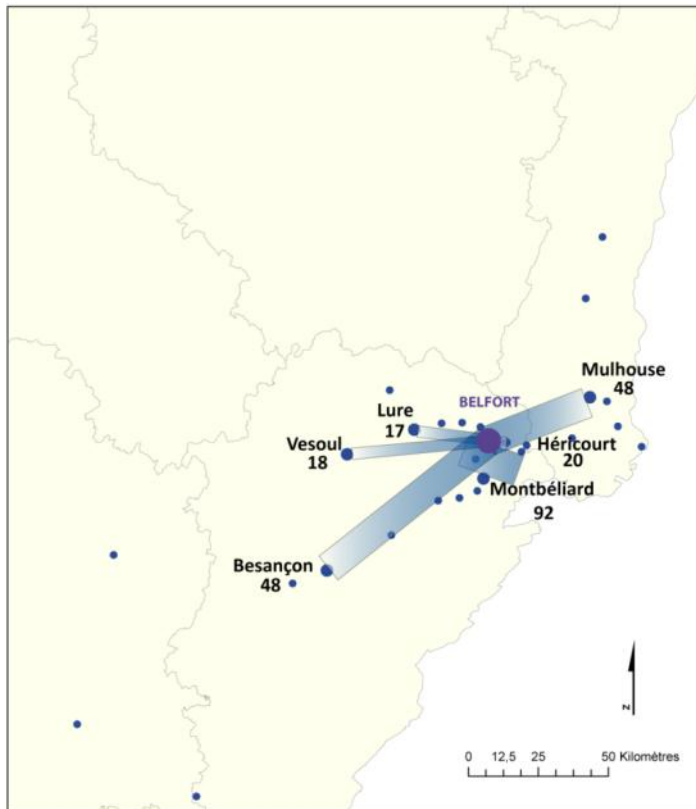 Mulhouse
48
BELFORT
Lure
17
Héricourt
20
Vesoul
18
Montbéliard
92
Besançon
48
z
0 12,5 25 50 Kilomètres